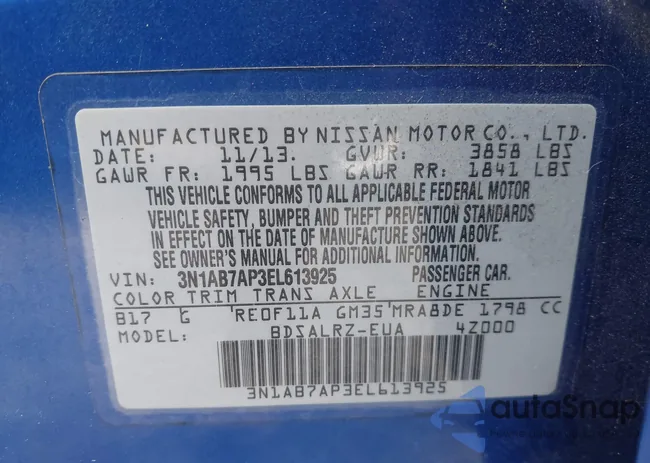 MANUFACTURED BY NISSAN MOTOR CO., LTD.
DATE: 11/13. GVWR: 3858 LBS
GAWR FR: 1995 LBS GAWR RR: 1841 LBS
THIS VEHICLE CONFORMS TO ALL APPLICABLE FEDERAL MOTOR
VEHICLE SAFETY, BUMPER AND THEFT PREVENTION STANDARDS
IN EFFECT ON THE DATE OF MANUFACTURE SHOWN ABOVE.
SEE OWNER'S MANUAL FOR ADDITIONAL INFORMATION.
VIN: 3N1AB7AP3EL613925 PASSENGER CAR.
COLOR TRIM TRANS AXLE ENGINE
B17 G 'RE0F11A GM35'MRA8DE 1798 CC
MODEL: BDSALRZ-EUA 4Z000
3N1AB7AP3EL613925
autoSnap